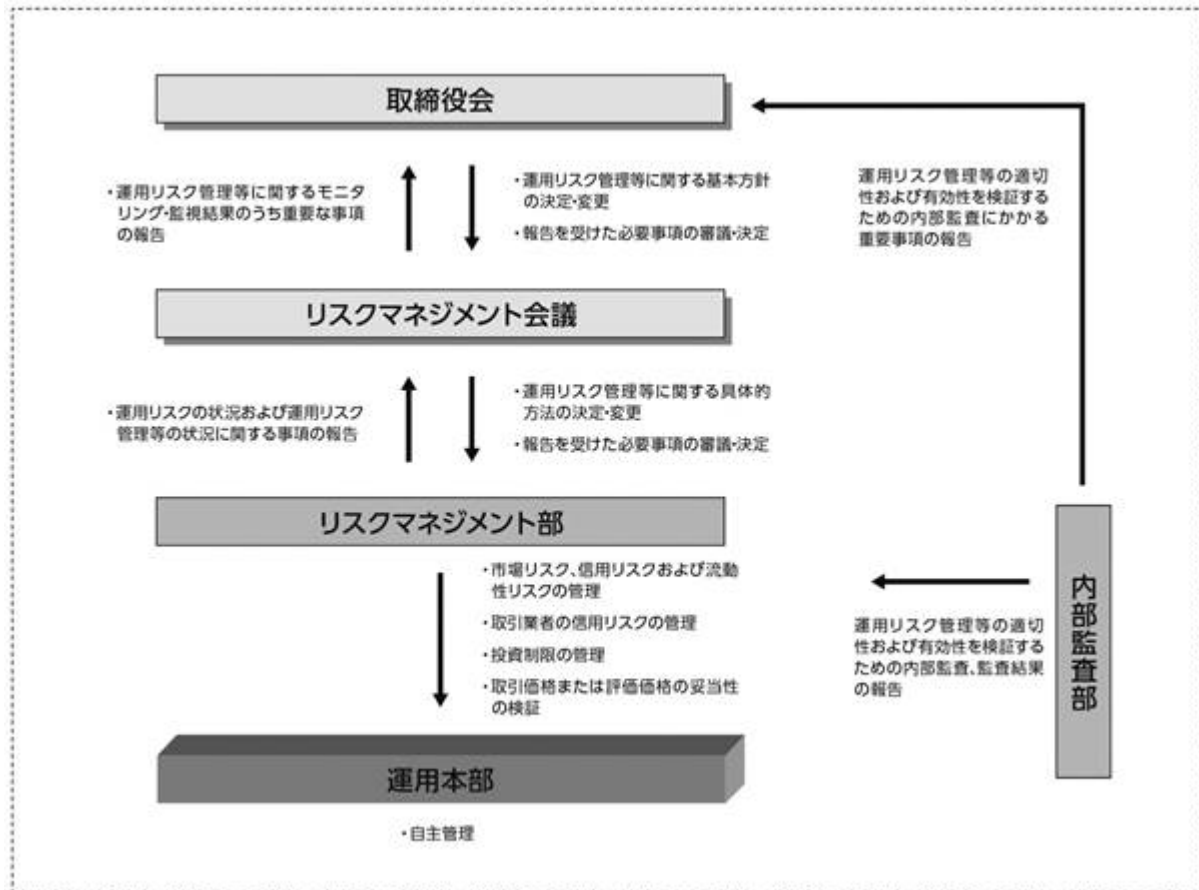 取締役会
・運用リスク管理等に関するモニタ
リング・監視結果のうち重要な事項
の報告
・運用リスク管理等に関する基本方針
の決定・変更
・報告を受けた必要事項の審議・決定
運用リスク管理等の適切
性および有効性を検証する
ための内部監査にかかる
重要事項の報告
リスクマネジメント会議
・運用リスクの状況および運用リスク
管理等の状況に関する事項の報告
・運用リスク管理等に関する具体的
方法の決定・変更
・報告を受けた必要事項の審議・決定
リスクマネジメント部
・市場リスク、信用リスクおよび流動
性リスクの管理
・取引業者の信用リスクの管理
・投資制限の管理
・取引価格または評価価格の妥当性
の検証
運用リスク管理等の適切
性および有効性を検証する
ための内部監査、監査結果
の報告
内部監査部
運用本部
・自主管理